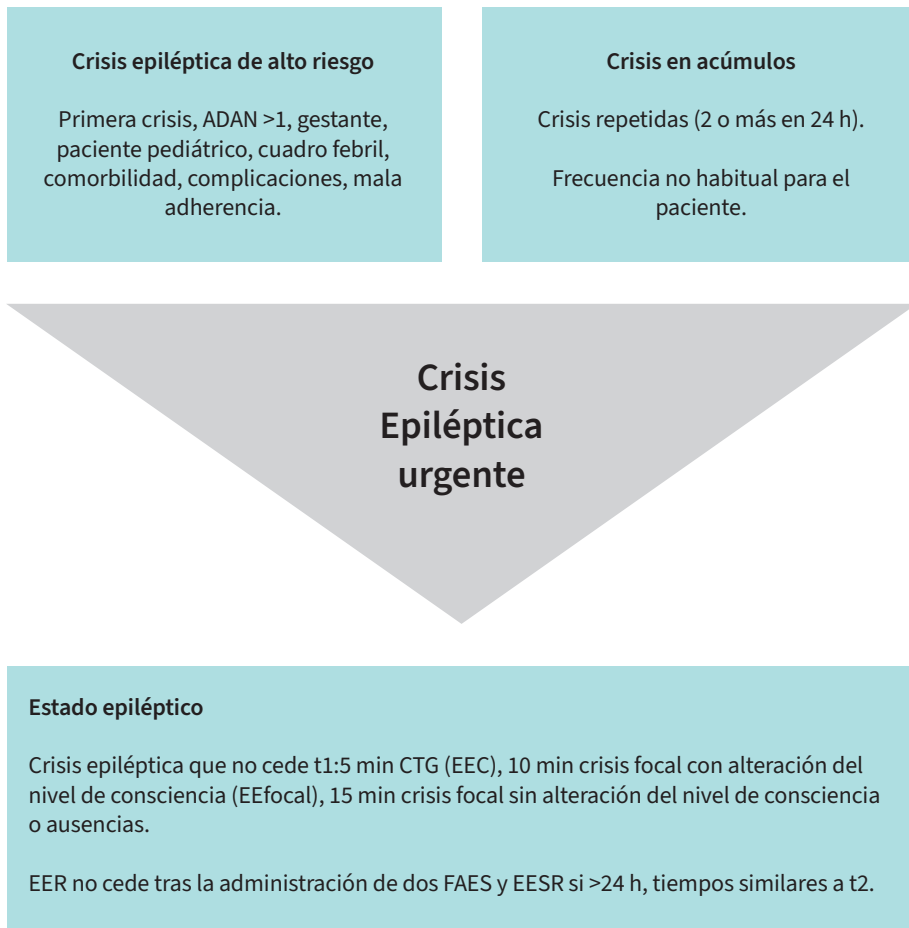 Crisis epiléptica de alto riesgo
Primera crisis, ADAN >1, gestante,
paciente pediátrico, cuadro febril,
comorbilidad, complicaciones, mala
adherencia.
Crisis en acúmulos
Crisis repetidas (2 o más en 24 h).
Frecuencia no habitual para el
paciente.
Crisis
Epiléptica
urgente
Estado epiléptico
Crisis epiléptica que no cede t1:5 min CTG (EEC), 10 min crisis focal con alteración del
nivel de consciencia (EEfocal), 15 min crisis focal sin alteración del nivel de consciencia
o ausencias.
EER no cede tras la administración de dos FAES y EESR si >24 h, tiempos similares a t2.